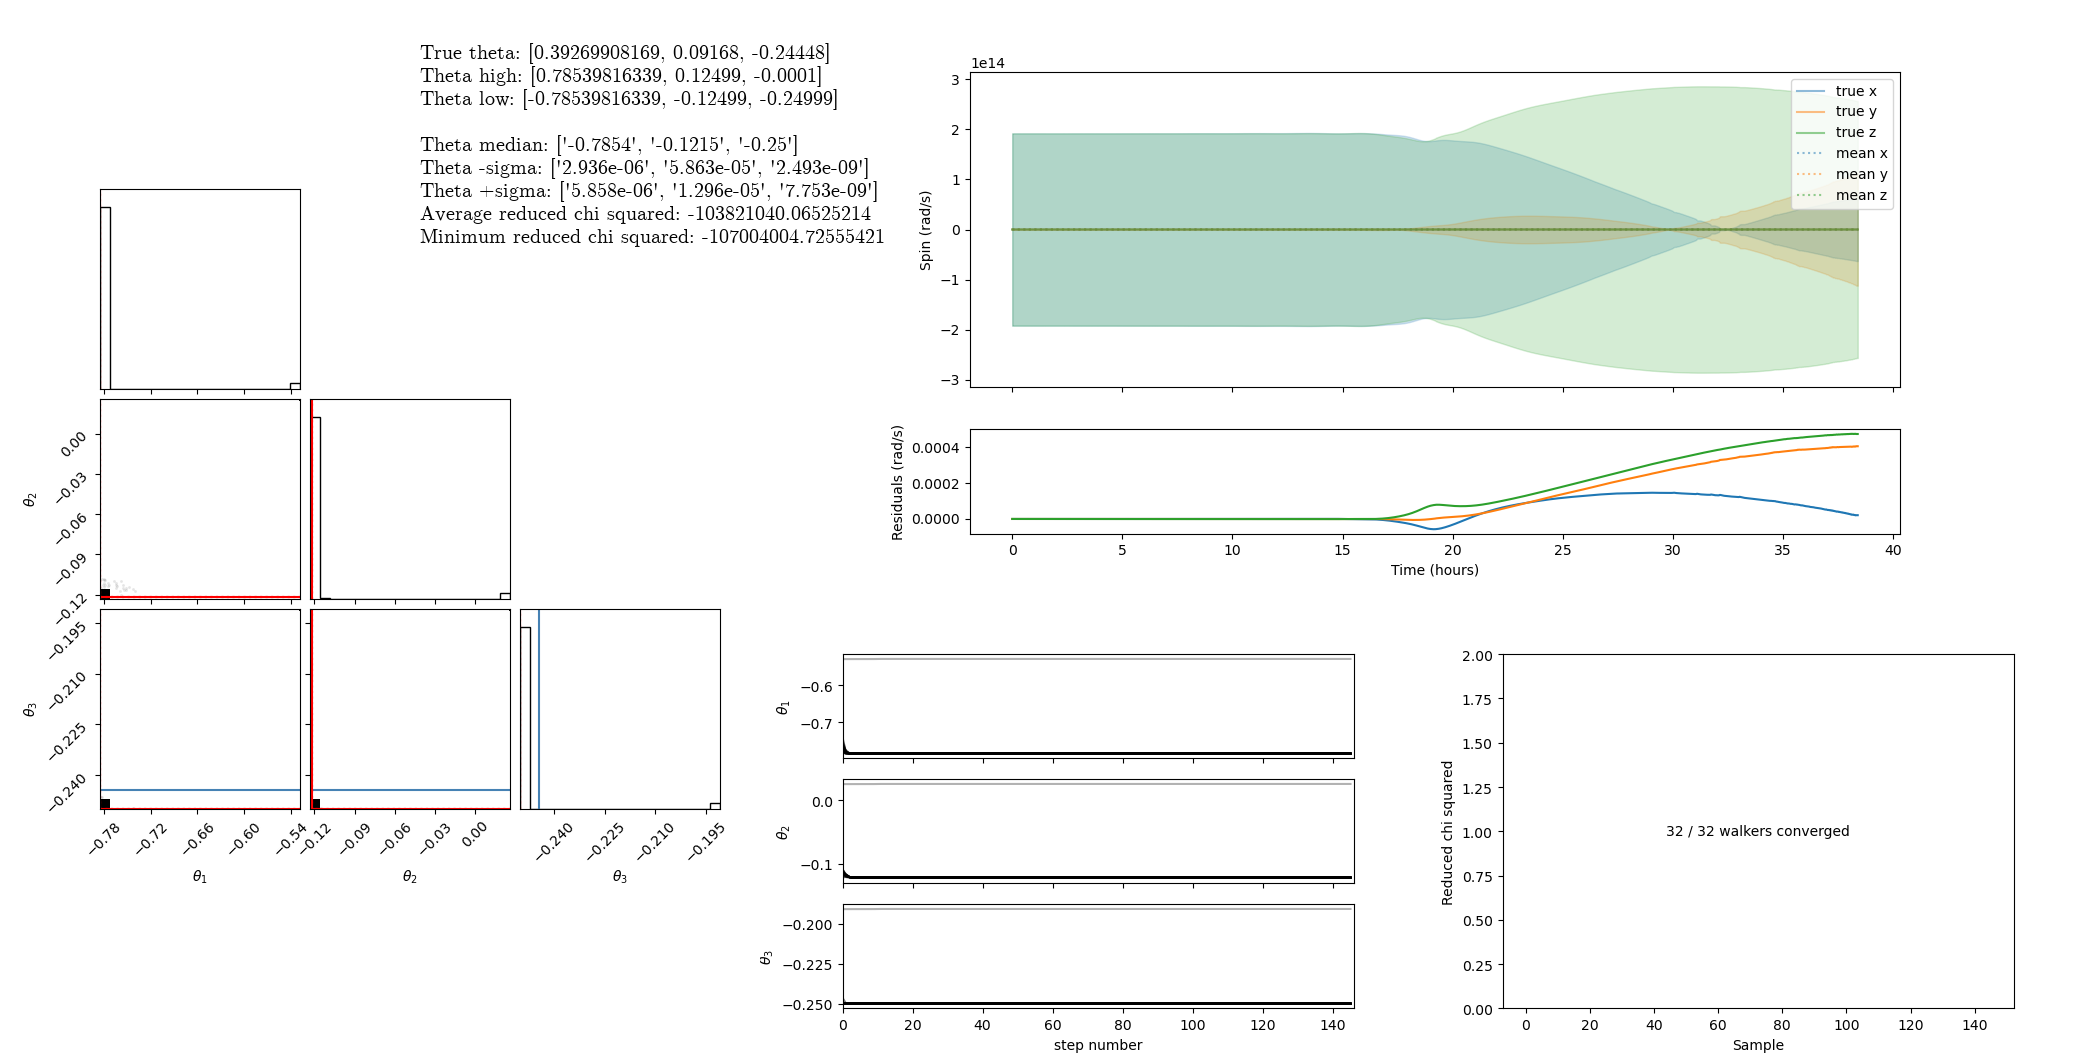 True theta: [0.39269908169, 0.09168, -0.24448]
Theta high: [0.78539816339, 0.12499, -0.0001]
Theta low: [-0.78539816339, -0.12499, -0.24999]
Theta median: ['-0.7854', '-0.1215', '-0.25']
Theta -sigma: ['2.936e-06', '5.863e-05', '2.493e-09']
Theta +sigma: ['5.858e-06', '1.296e-05', '7.753e-09']
Average reduced chi squared: -103821040.06525214
Minimum reduced chi squared: -107004004.72555421
1e14
3
2
1
0
−1
−2
−3
Spin (rad/s)
true x
true y
true z
mean x
mean y
mean z
0.0004
0.0002
0.0000
Residuals (rad/s)
0 5 10 15 20 25 30 35 40
Time (hours)
0.00
−0.03
−0.06
−0.09
−0.12
θ2
−0.195
−0.210
−0.225
−0.240
θ3
−0.78 −0.72 −0.66 −0.60 −0.54
θ1
−0.12 −0.09 −0.06 −0.03 0.00
θ2
−0.240 −0.225 −0.210 −0.195
θ3
−0.6
−0.7
θ1
0.0
−0.1
θ2
−0.200
−0.225
−0.250
θ3
0 20 40 60 80 100 120 140
step number
2.00
1.75
1.50
1.25
1.00
0.75
0.50
0.25
0.00
Reduced chi squared
32 / 32 walkers converged
0 20 40 60 80 100 120 140
Sample